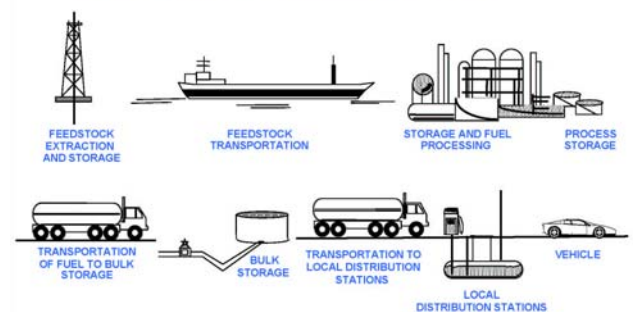 FEEDSTOCK
EXTRACTION
AND STORAGE
FEEDSTOCK
TRANSPORTATION
STORAGE AND FUEL
PROCESSING
PROCESS
STORAGE
TRANSPORTATION
OF FUEL TO BULK
STORAGE
BULK
STORAGE
TRANSPORTATION TO
LOCAL DISTRIBUTION
STATIONS
LOCAL
DISTRIBUTION STATIONS
VEHICLE